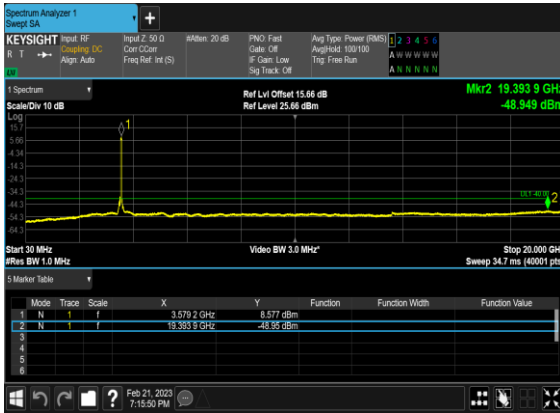 Spectrum Analyzer 1
Swept SA
KEYSIGHT Input: RF Input Z: 50 Ω #Atten: 20 dB PNO: Fast Avg Type: Power (RMS) 1 2 3 4 5 6
R T Coupling: DC Corr CCorr Gate: Off Avg|Hold: 100/100 A W W W W W
Align: Auto Freq Ref: Int (S) IF Gain: Low Trig: Free Run
LXI Sig Track: Off A N N N N N
1 Spectrum Ref Lvl Offset 15.66 dB Mkr2 19.393 9 GHz
Scale/Div 10 dB Ref Level 25.66 dBm -48.949 dBm
Log
15.7
5.66
-4.34
-14.3
-24.3
-34.3
-44.3
-54.3
-64.3
1
DL1 -40.00
2
Start 30 MHz Video BW 3.0 MHz* Stop 20.000 GH
#Res BW 1.0 MHz Sweep 34.7 ms (40001 pts
5 Marker Table
Mode Trace Scale X Y Function Function Width Function Value
1 N 1 f 3.579 2 GHz 8.577 dBm
2 N 1 f 19.393 9 GHz -48.95 dBm
3
4
5
6
? Feb 21, 2023
7:15:50 PM